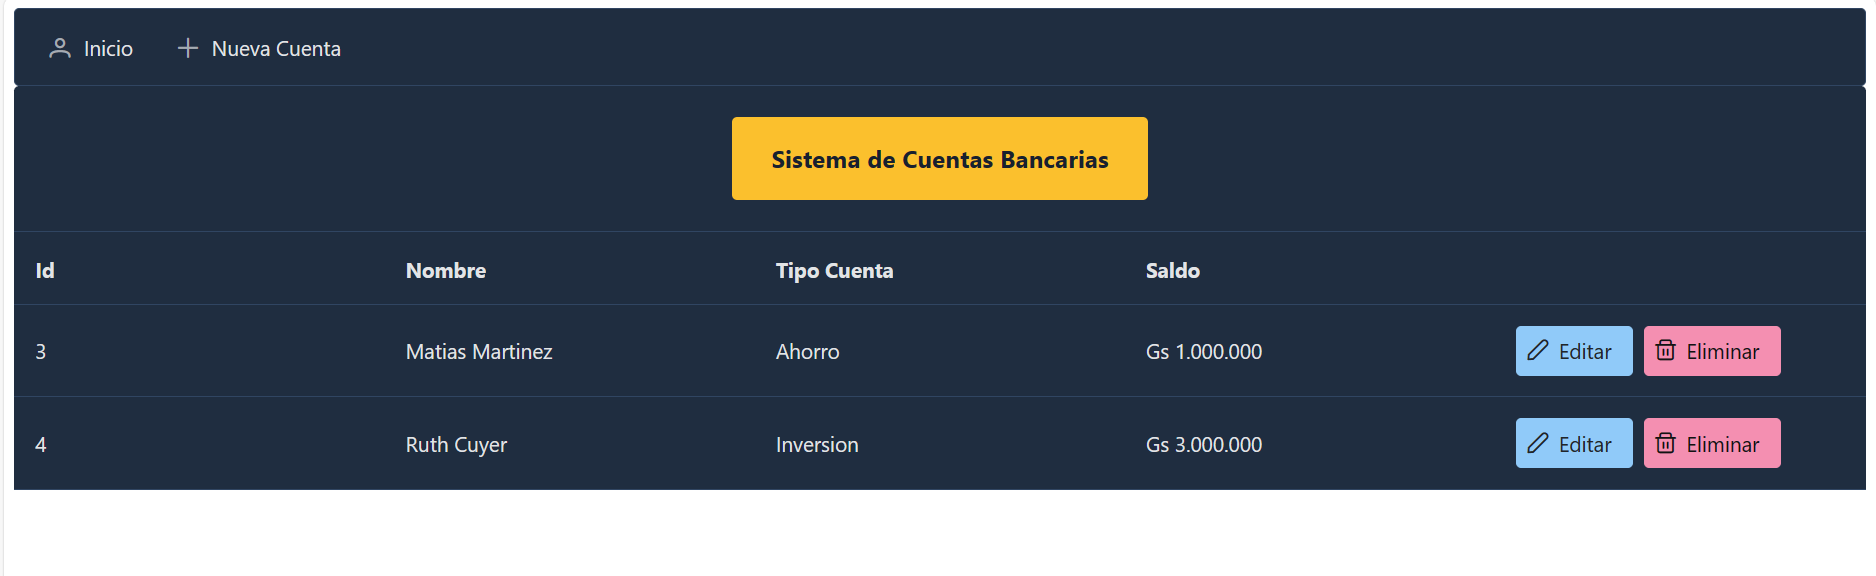 Inicio Nueva Cuenta
Sistema de Cuentas Bancarias
Id Nombre Tipo Cuenta Saldo
3 Matias Martinez Ahorro Gs 1.000.000 Editar Eliminar
4 Ruth Cuyer Inversion Gs 3.000.000 Editar Eliminar